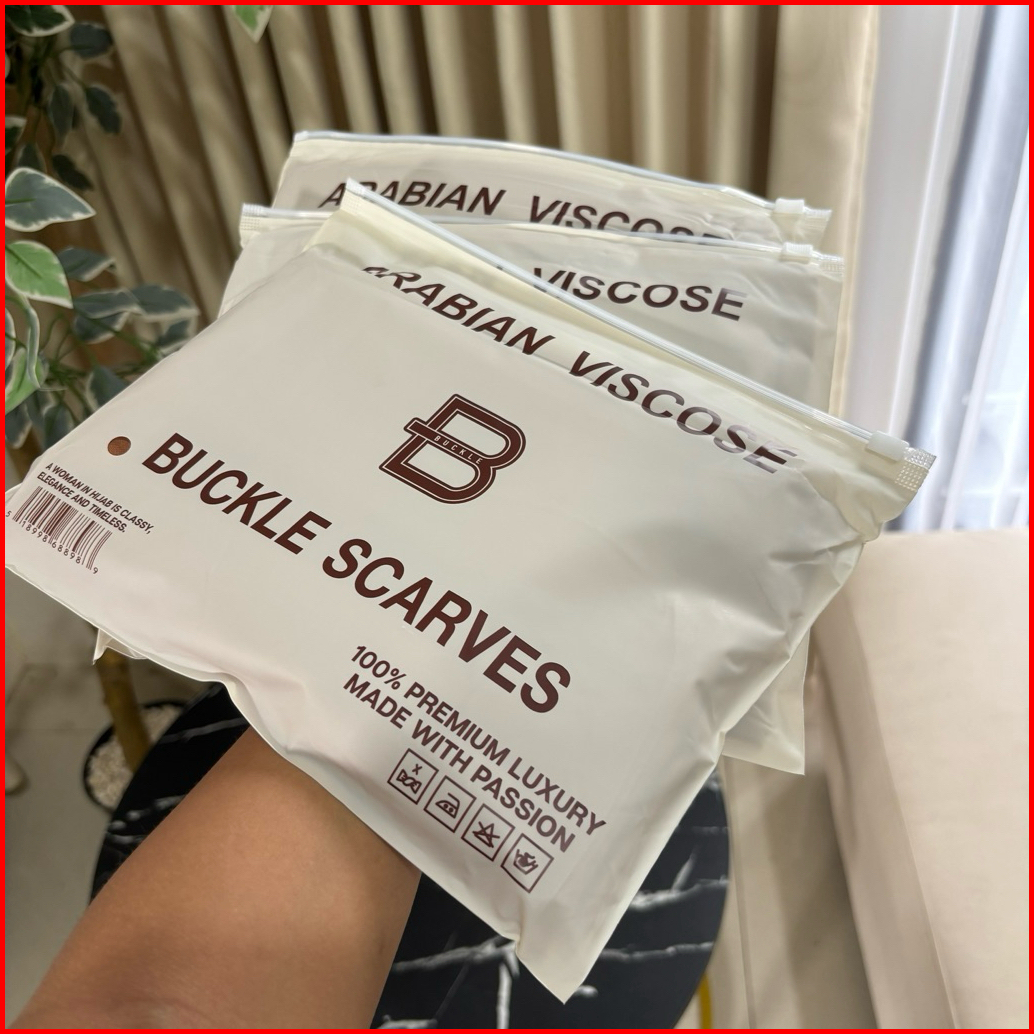 ARABIAN VISCOSE
VISCOSE
ARABIAN VISCOSE
BUCKLE
BUCKLE SCARVES
A WOMAN IN HIJAB IS CLASSY,
ELEGANCE AND TIMELESS.
100% PREMIUM LUXURY
MADE WITH PASSION